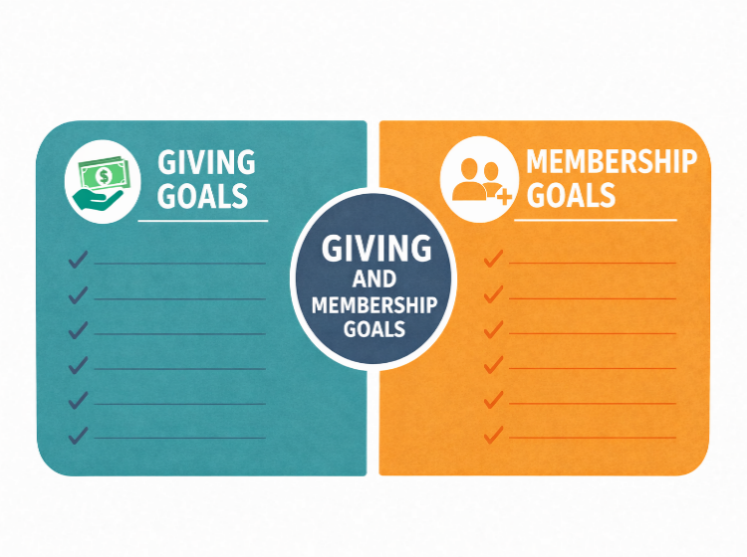 GIVING
GOALS
MEMBERSHIP
GOALS
GIVING
AND
MEMBERSHIP
GOALS
$